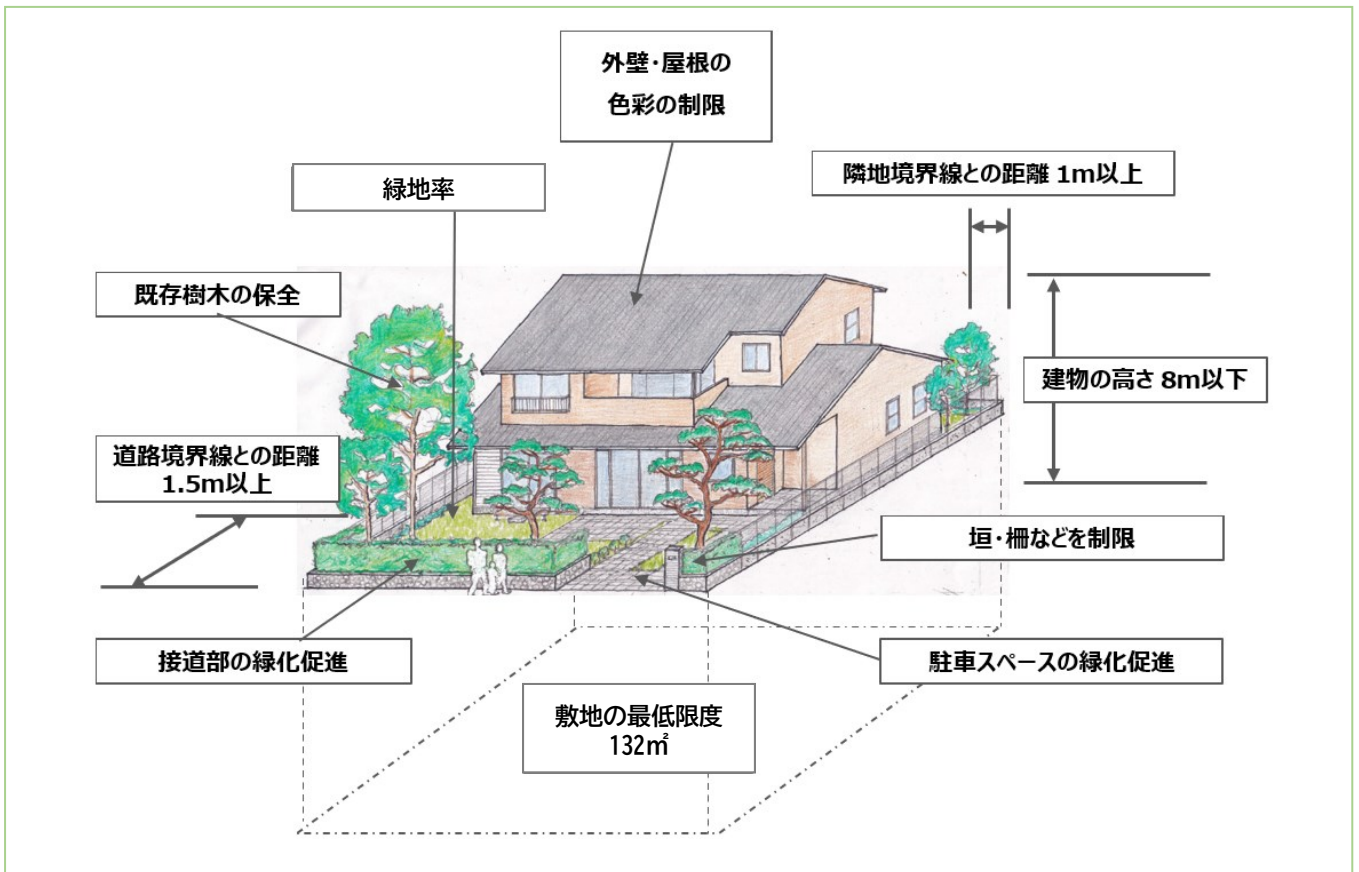 外壁・屋根の
色彩の制限
隣地境界線との距離 1m以上
緑地率
既存樹木の保全
建物の高さ 8m以下
道路境界線との距離
1.5m以上
垣・柵などを制限
接道部の緑化促進
駐車スペースの緑化促進
敷地の最低限度
132㎡